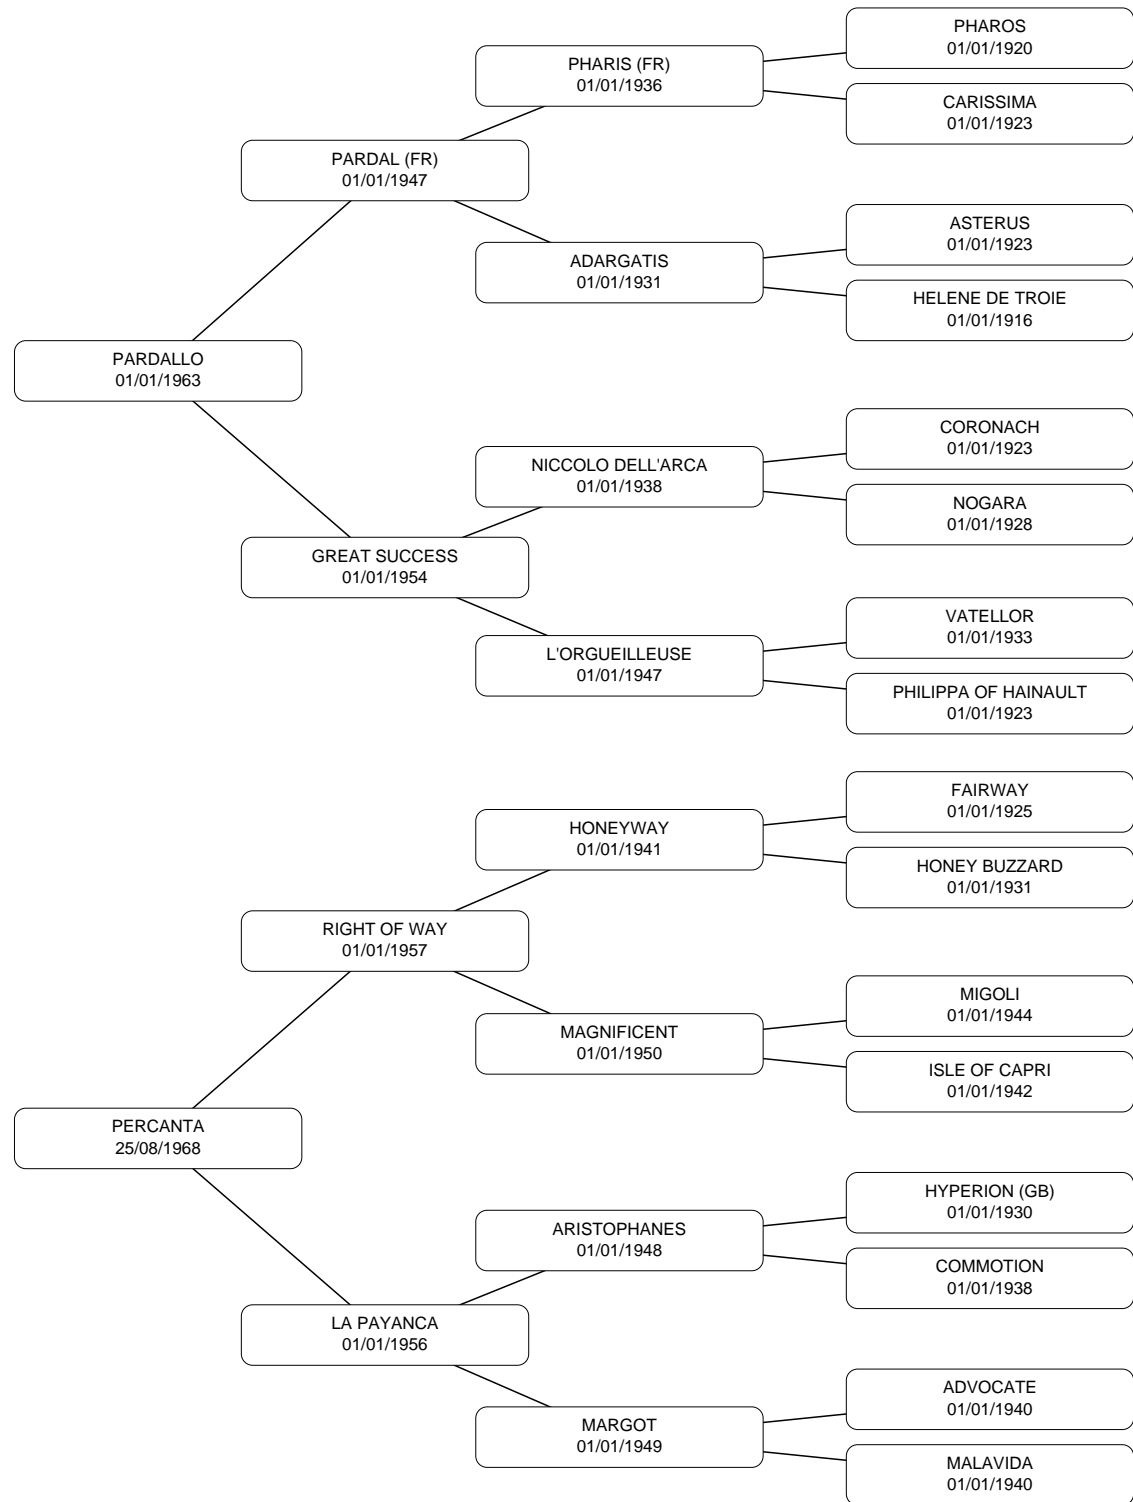 PHAROS
01/01/1920
PHARIS (FR)
01/01/1936
CARISSIMA
01/01/1923
PARDAL (FR)
01/01/1947
ASTERUS
01/01/1923
ADARGATIS
01/01/1931
HELENE DE TROIE
01/01/1916
PARDALLO
01/01/1963
CORONACH
01/01/1923
NICCOLO DELL'ARCA
01/01/1938
NOGARA
01/01/1928
GREAT SUCCESS
01/01/1954
VATELLOR
01/01/1933
L'ORGUEILLEUSE
01/01/1947
PHILIPPA OF HAINAULT
01/01/1923
FAIRWAY
01/01/1925
HONEYWAY
01/01/1941
HONEY BUZZARD
01/01/1931
RIGHT OF WAY
01/01/1957
MIGOLI
01/01/1944
MAGNIFICENT
01/01/1950
ISLE OF CAPRI
01/01/1942
PERCANTA
25/08/1968
HYPERION (GB)
01/01/1930
ARISTOPHANES
01/01/1948
COMMOTION
01/01/1938
LA PAYANCA
01/01/1956
ADVOCATE
01/01/1940
MARGOT
01/01/1949
MALAVIDA
01/01/1940